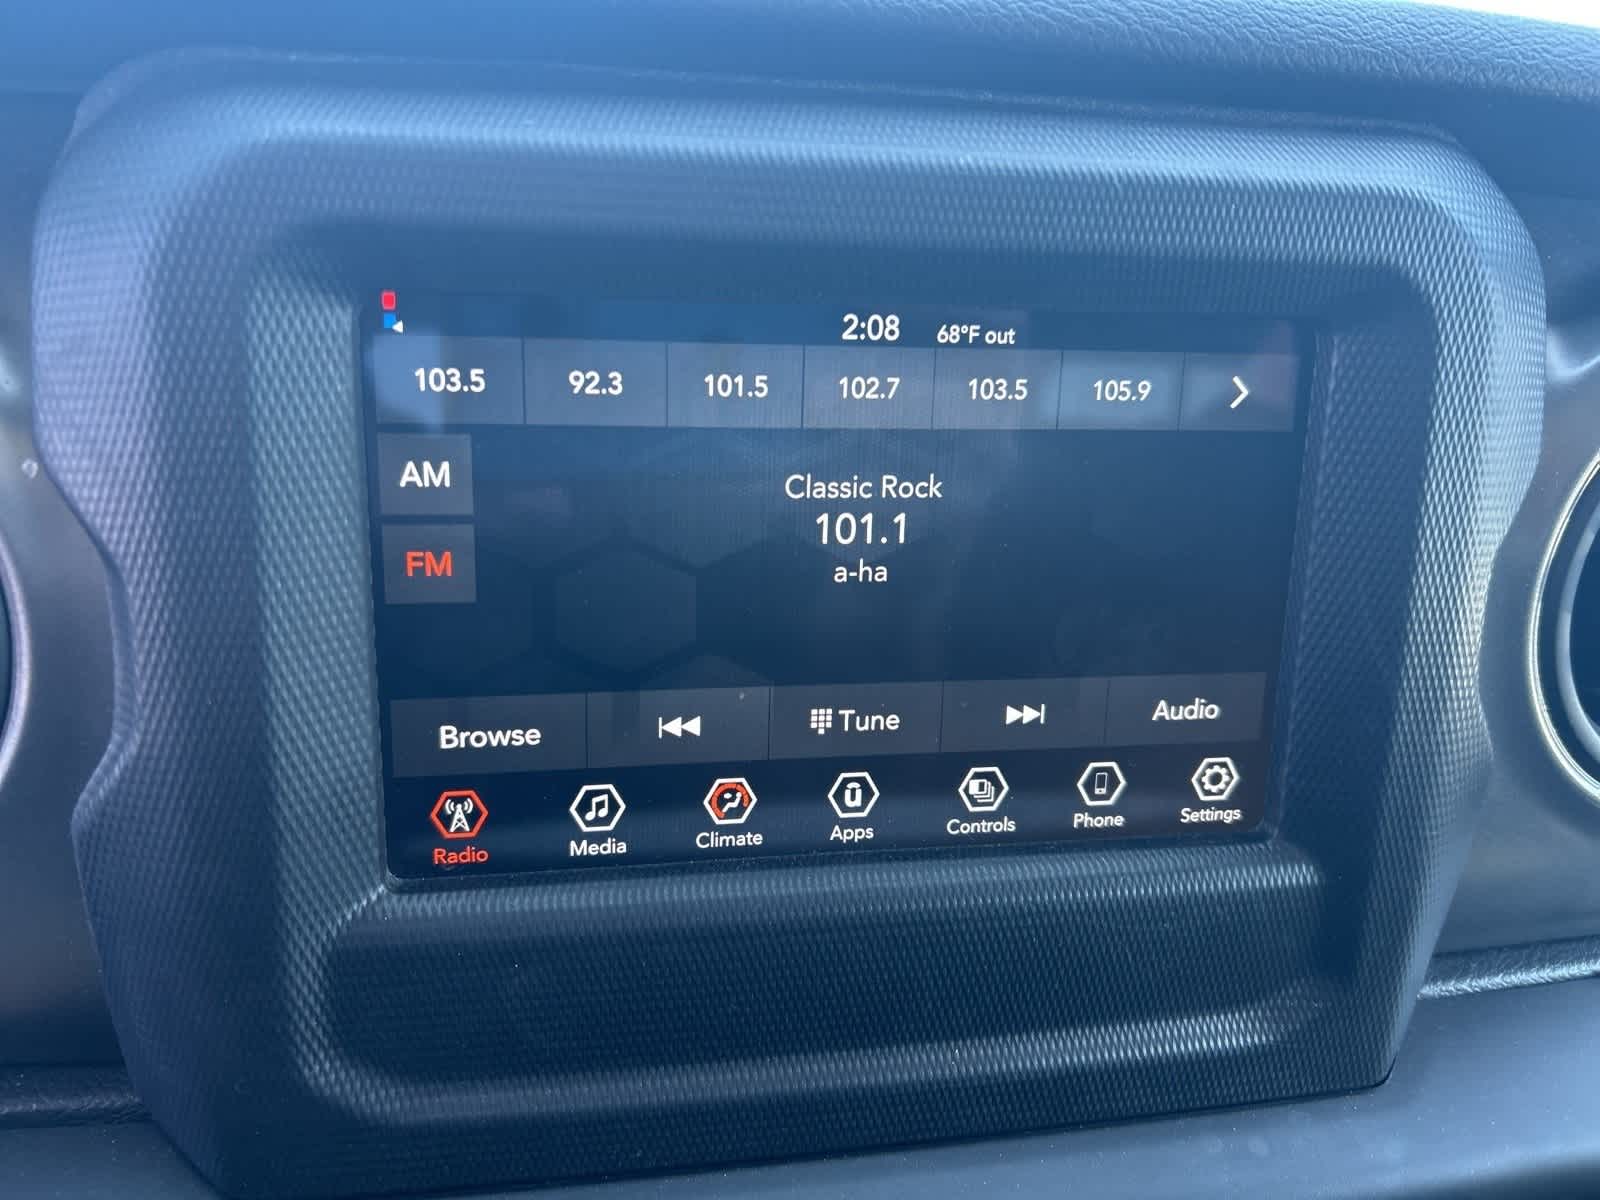 2:08 68°F out
103.5 92.3 101.5 102.7 103.5 105.9
AM
Classic Rock
101.1
FM
a-ha
Browse Tune Audio
Radio Media Climate Apps Controls Phone Settings